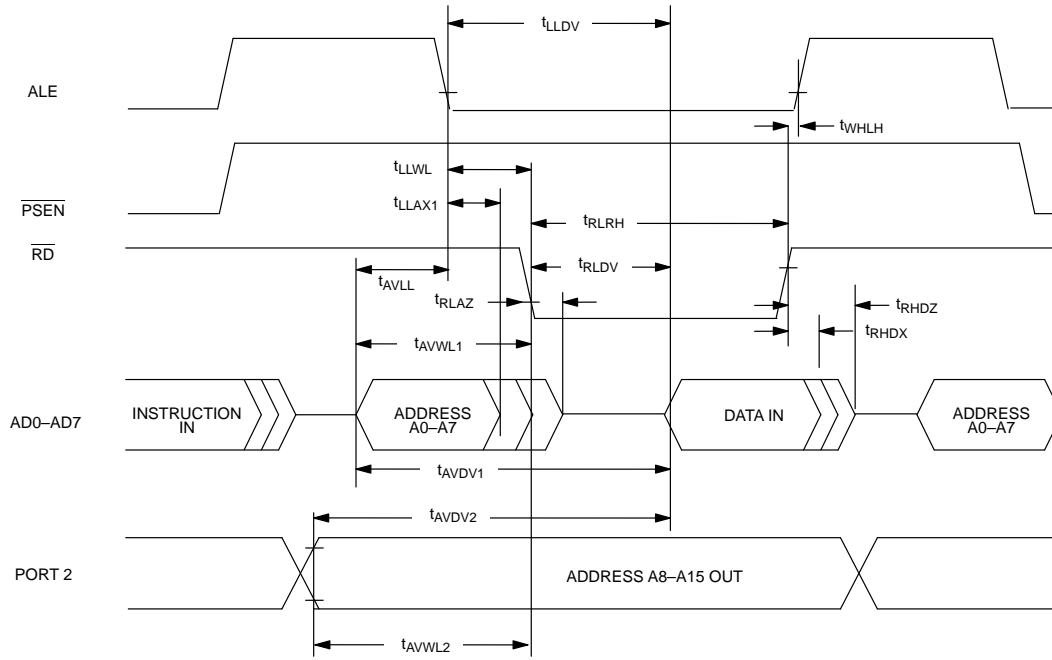 tLLDV
ALE
tWHLH
tLLWL
tLLAX1
PSEN
tRLRH
RD
tRLDV
tAVLL
tRLAZ
tRHDZ
tRHDX
tAVWL1
AD0–AD7
INSTRUCTION
IN
ADDRESS
A0–A7
DATA IN
ADDRESS
A0–A7
tAVDV1
tAVDV2
PORT 2
ADDRESS A8–A15 OUT
tAVWL2